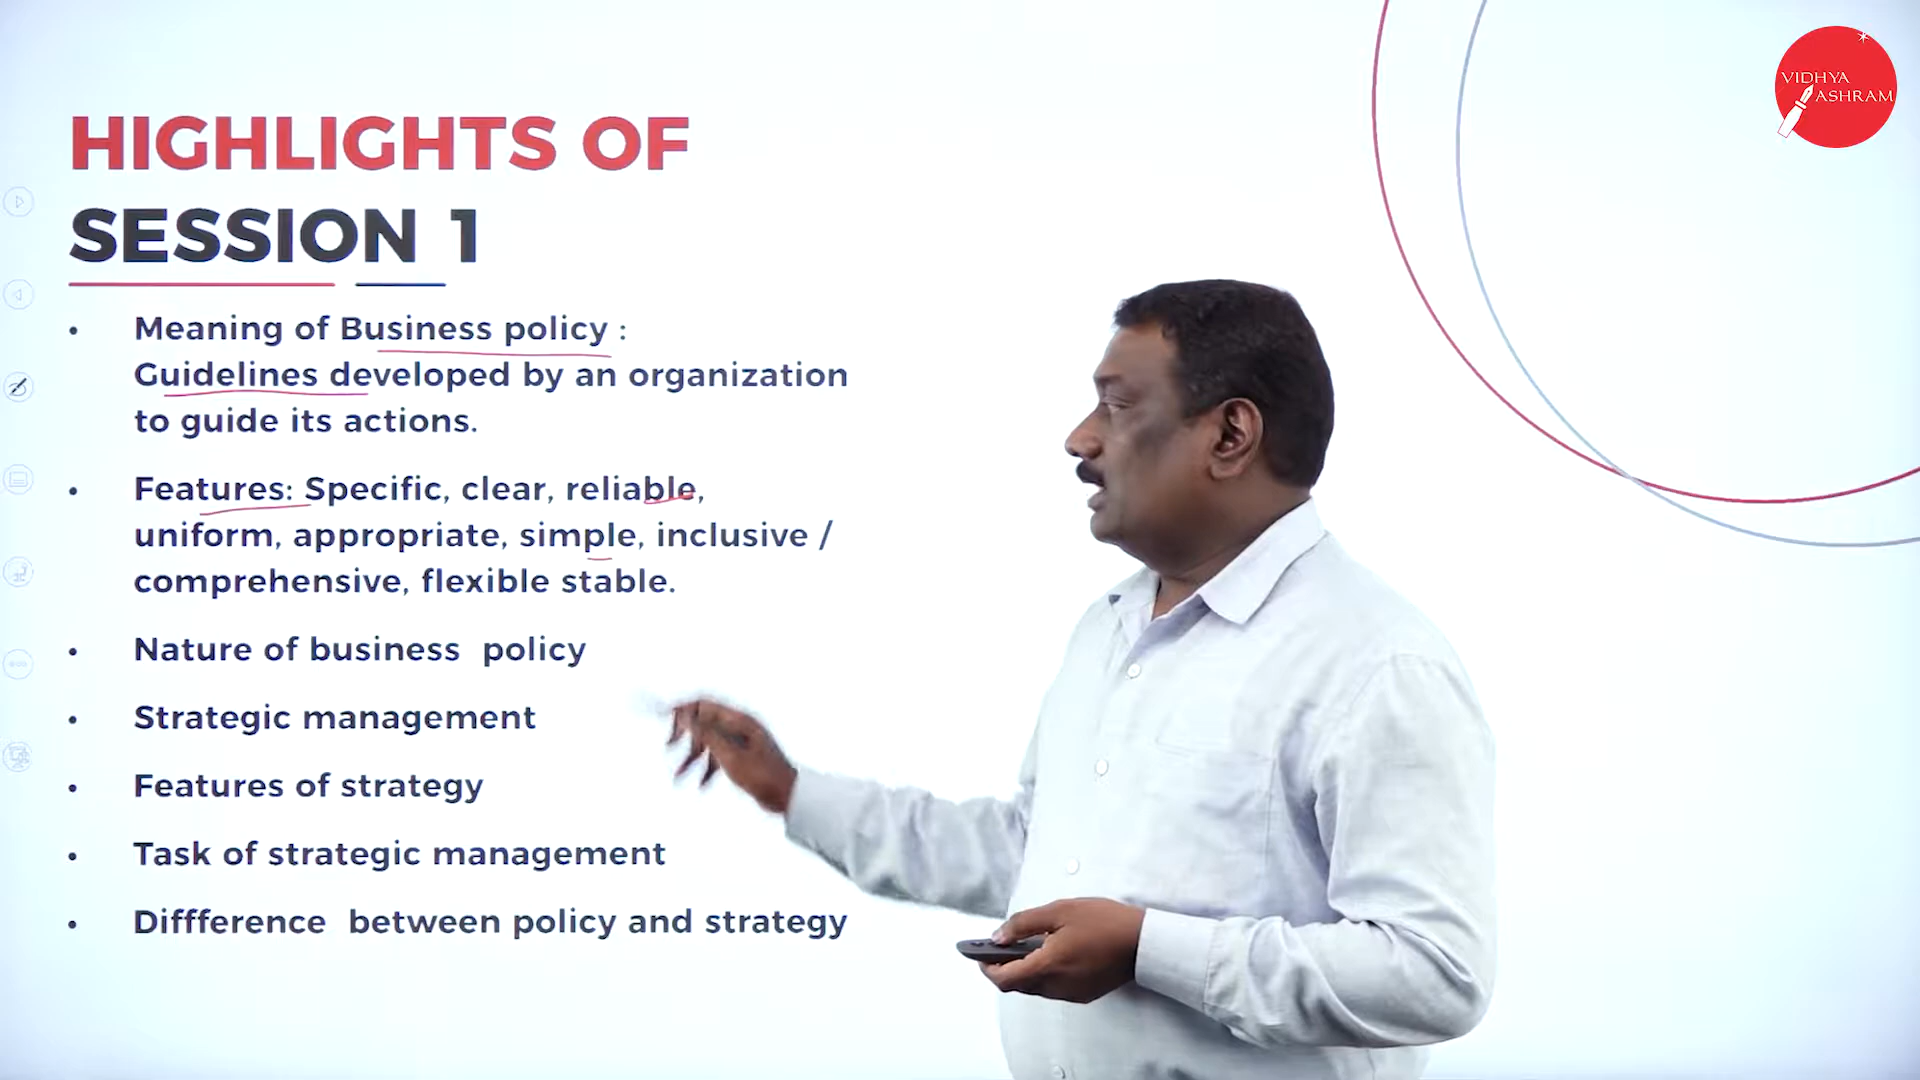 VIDHYA
ASHRAM
HIGHLIGHTS OF
SESSION 1
• Meaning of Business policy :
Guidelines developed by an organization
to guide its actions.
• Features: Specific, clear, reliable,
uniform, appropriate, simple, inclusive /
comprehensive, flexible stable.
• Nature of business policy
• Strategic management
• Features of strategy
• Task of strategic management
• Diffference between policy and strategy